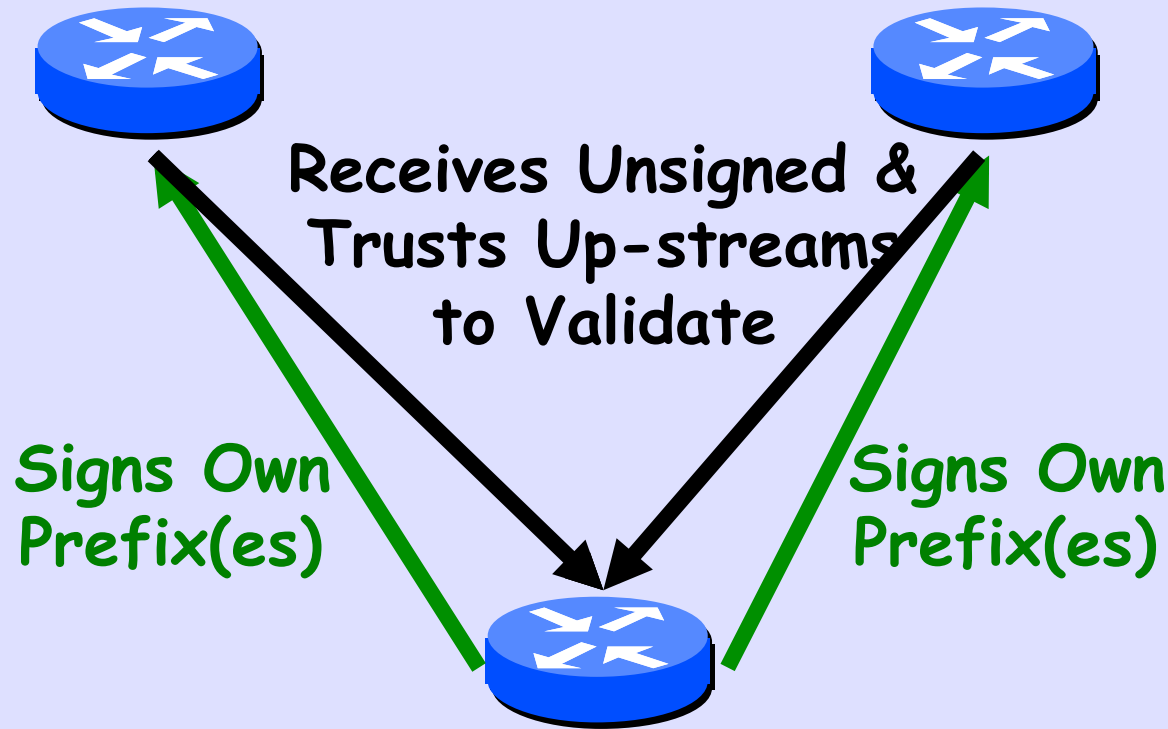 Receives Unsigned &
Trusts Up-streams
to Validate
Signs Own
Prefix(es)
Signs Own
Prefix(es)